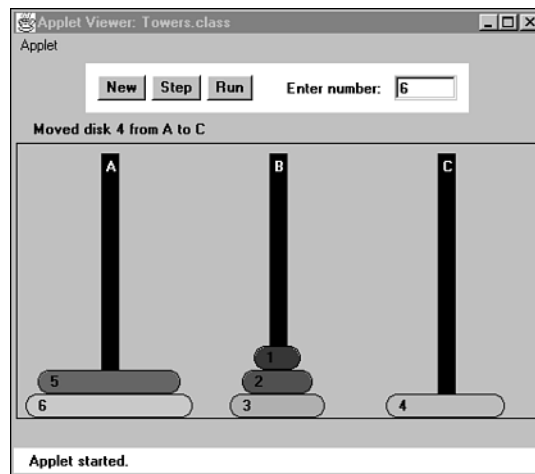 Applet Viewer: Towers.class
Applet
New Step Run Enter number: 6
Moved disk 4 from A to C
A B C
1
5 2
6 3 4
Applet started.